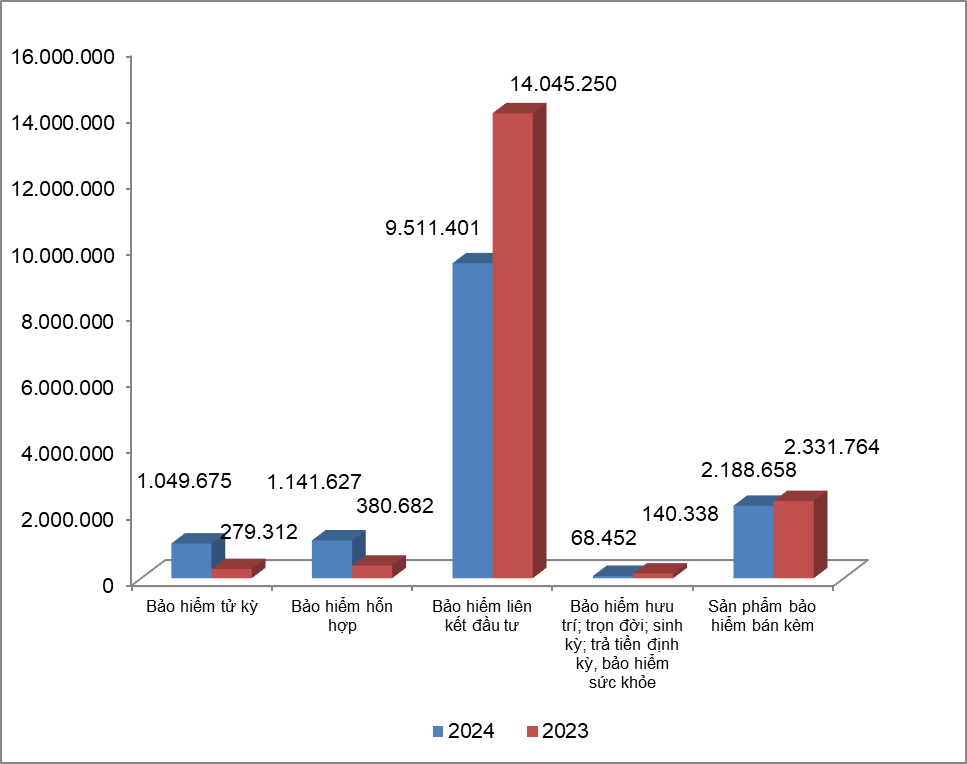 16.000.000
14.000.000
12.000.000
10.000.000
8.000.000
6.000.000
4.000.000
2.000.000
0
1.049.675
279.312
1.141.627
380.682
9.511.401
14.045.250
68.452
140.338
2.188.658
2.331.764
Bảo hiểm tử kỳ
Bảo hiểm hỗn
hợp
Bảo hiểm liên
kết đầu tư
Bảo hiểm hưu
trí; trọn đời; sinh
kỳ; trả tiền định
kỳ, bảo hiểm
sức khỏe
Sản phẩm bảo
hiểm bán kèm
2024
2023